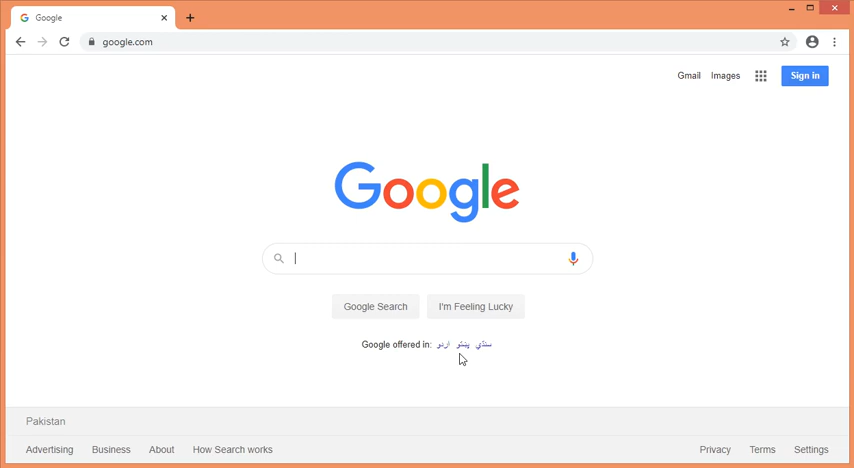 Google
google.com
Gmail Images Sign in
Google
Google Search I'm Feeling Lucky
Google offered in: اردو پښتو سنڌي
Pakistan
Advertising Business About How Search works Privacy Terms Settings